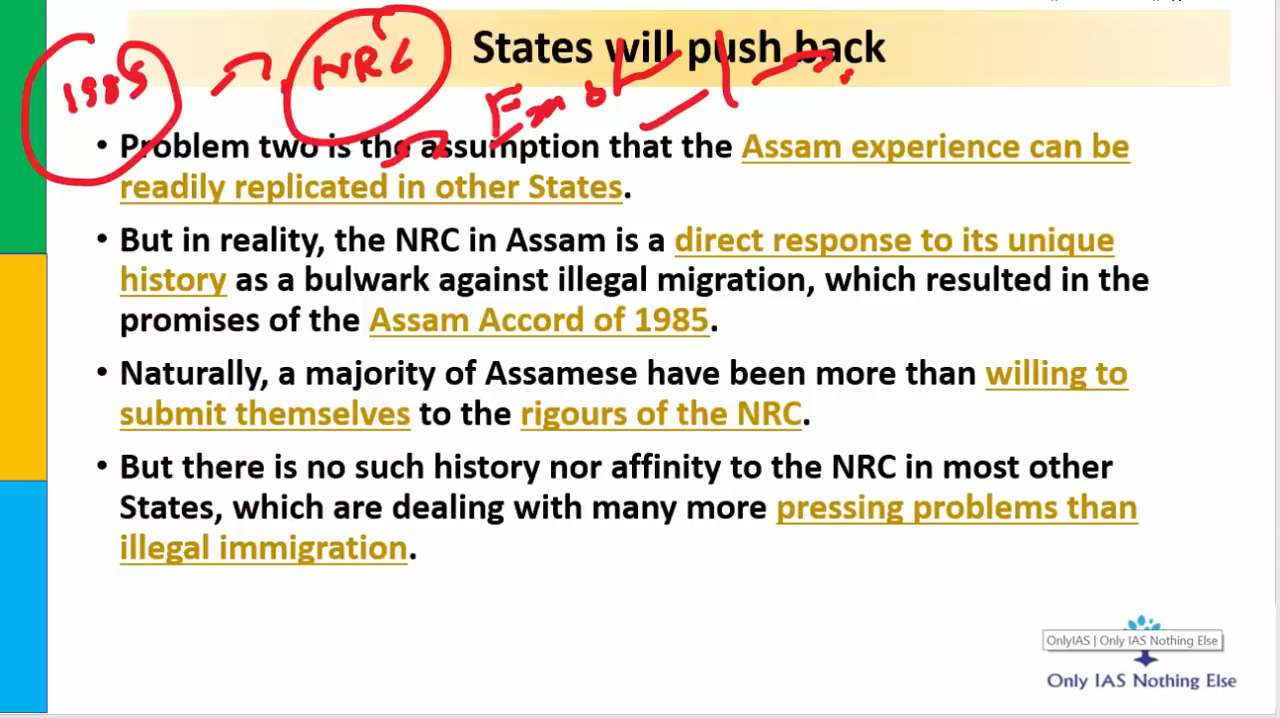 States will push back
1985
NRC
• Problem two is the assumption that the Assam experience can be
readily replicated in other States.
• But in reality, the NRC in Assam is a direct response to its unique
history as a bulwark against illegal migration, which resulted in the
promises of the Assam Accord of 1985.
• Naturally, a majority of Assamese have been more than willing to
submit themselves to the rigours of the NRC.
• But there is no such history nor affinity to the NRC in most other
States, which are dealing with many more pressing problems than
illegal immigration.
OnlyIAS | Only IAS Nothing Else
Only IAS Nothing Else